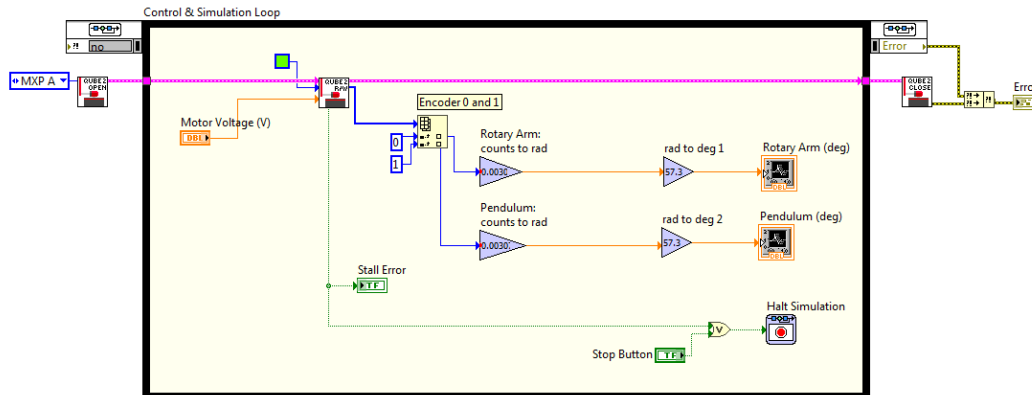 Control & Simulation Loop
?!
no
Error
MXP A
QUBE 2
OPEN
QUBE 2
RAW
QUBE 2
CLOSE
?!
?!
?!
Erro
Encoder 0 and 1
Motor Voltage (V)
DBL
0
1
Rotary Arm:
counts to rad
0.0030
rad to deg 1
57.3
Rotary Arm (deg)
DBL
Pendulum:
counts to rad
0.0030
rad to deg 2
57.3
Pendulum (deg)
DBL
Stall Error
TF
Halt Simulation
V
Stop Button
TF